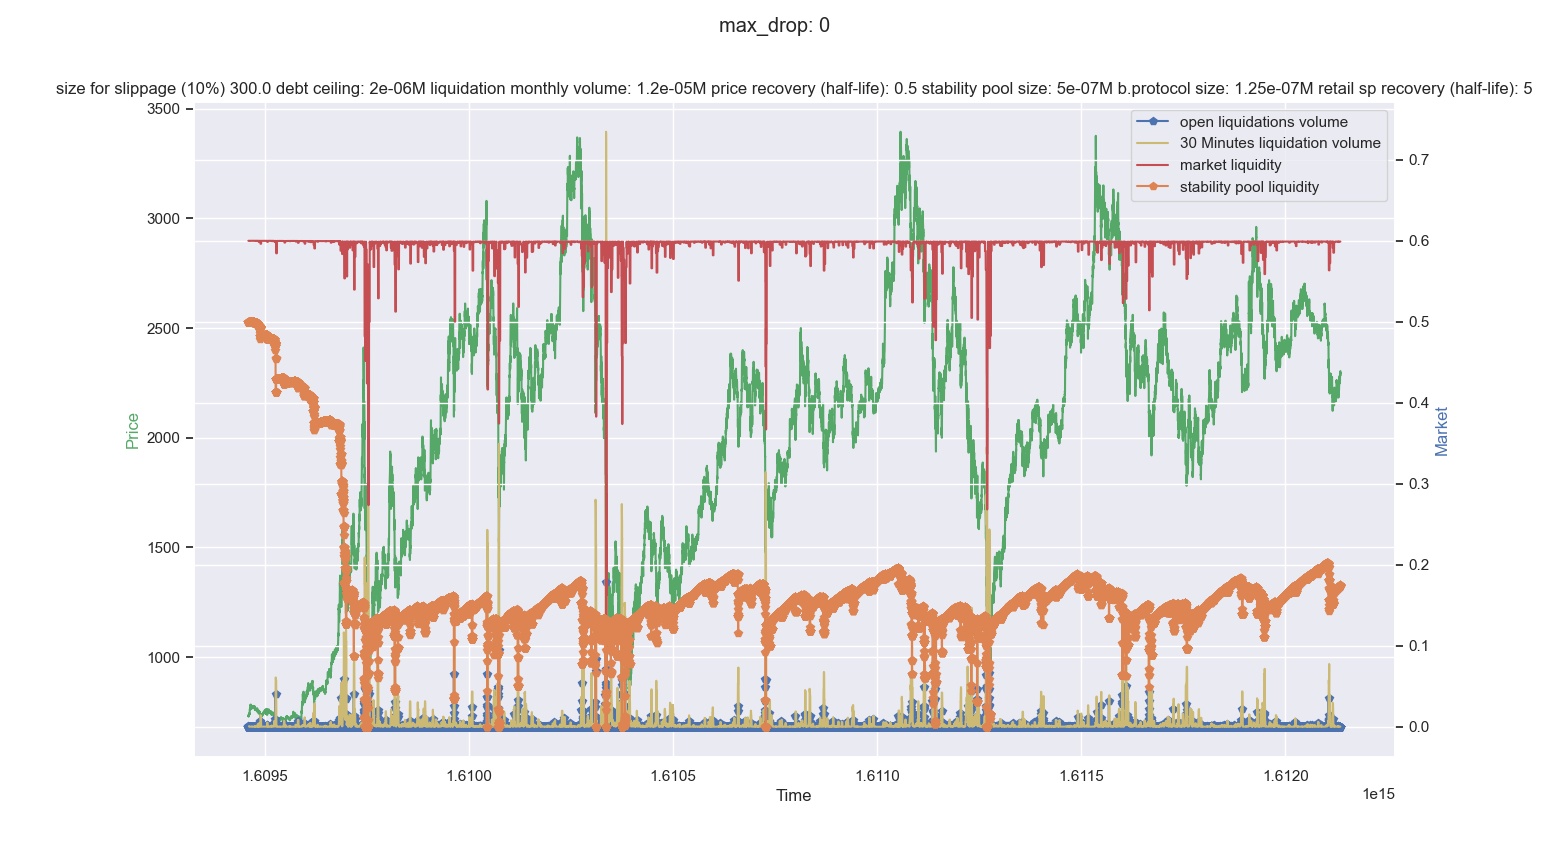 max_drop: 0
size for slippage (10%) 300.0 debt ceiling: 2e-06M liquidation monthly volume: 1.2e-05M price recovery (half-life): 0.5 stability pool size: 5e-07M b.protocol size: 1.25e-07M retail sp recovery (half-life): 5
3500
3000
2500
2000
1500
1000
Price
open liquidations volume
30 Minutes liquidation volume
market liquidity
stability pool liquidity
0.7
0.6
0.5
0.4
0.3
0.2
0.1
0.0
Market
1.6095
1.6100
1.6105
1.6110
1.6115
1.6120
Time
1e15